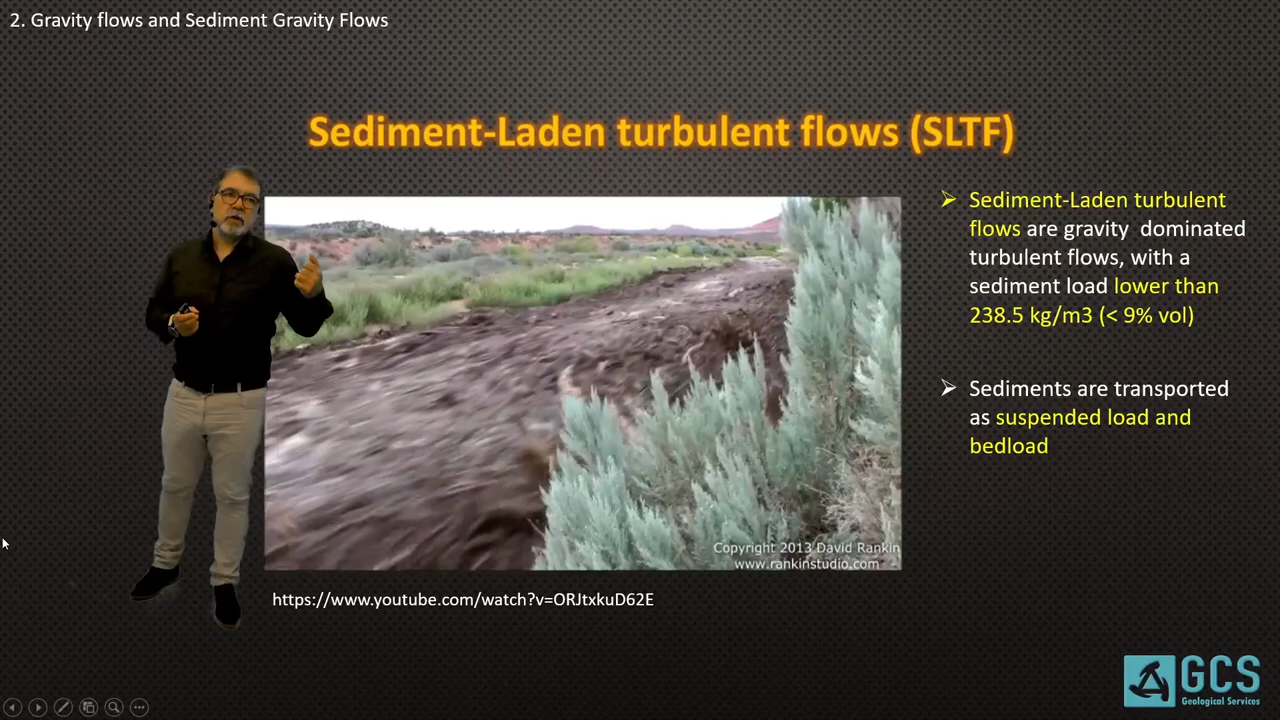 2. Gravity flows and Sediment Gravity Flows
Sediment-Laden turbulent flows (SLTF)
Sediment-Laden turbulent
flows are gravity dominated
turbulent flows, with a
sediment load lower than
238.5 kg/m3 (< 9% vol)
Sediments are transported
as suspended load and
bedload
Copyright 2013 David Rankin
www.rankinstudio.com
https://www.youtube.com/watch?v=ORJtxkuD62E
GCS
Geological Services